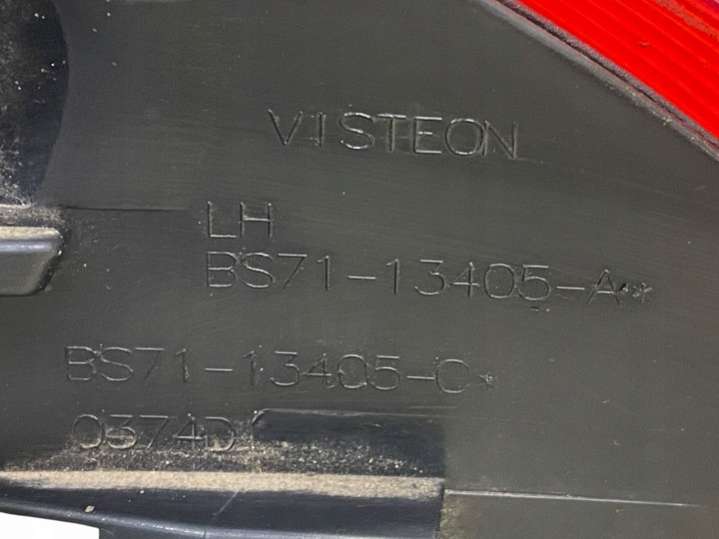 VISTEON
LH
BS71-13405-A**
BS71-13405-C*
0374D